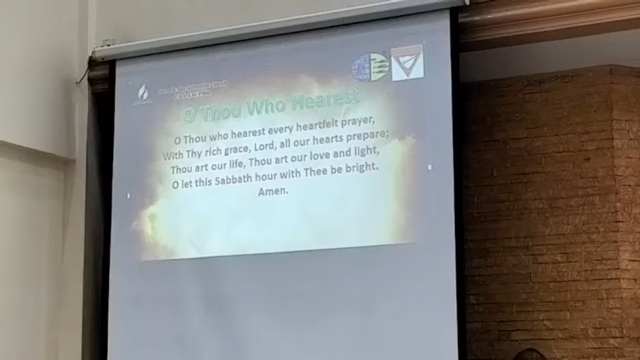 O Thou Who Hearest
O Thou who hearest every heartfelt prayer,
With Thy rich grace, Lord, all our hearts prepare;
Thou art our life, Thou art our love and light,
O let this Sabbath hour with Thee be bright.
Amen.